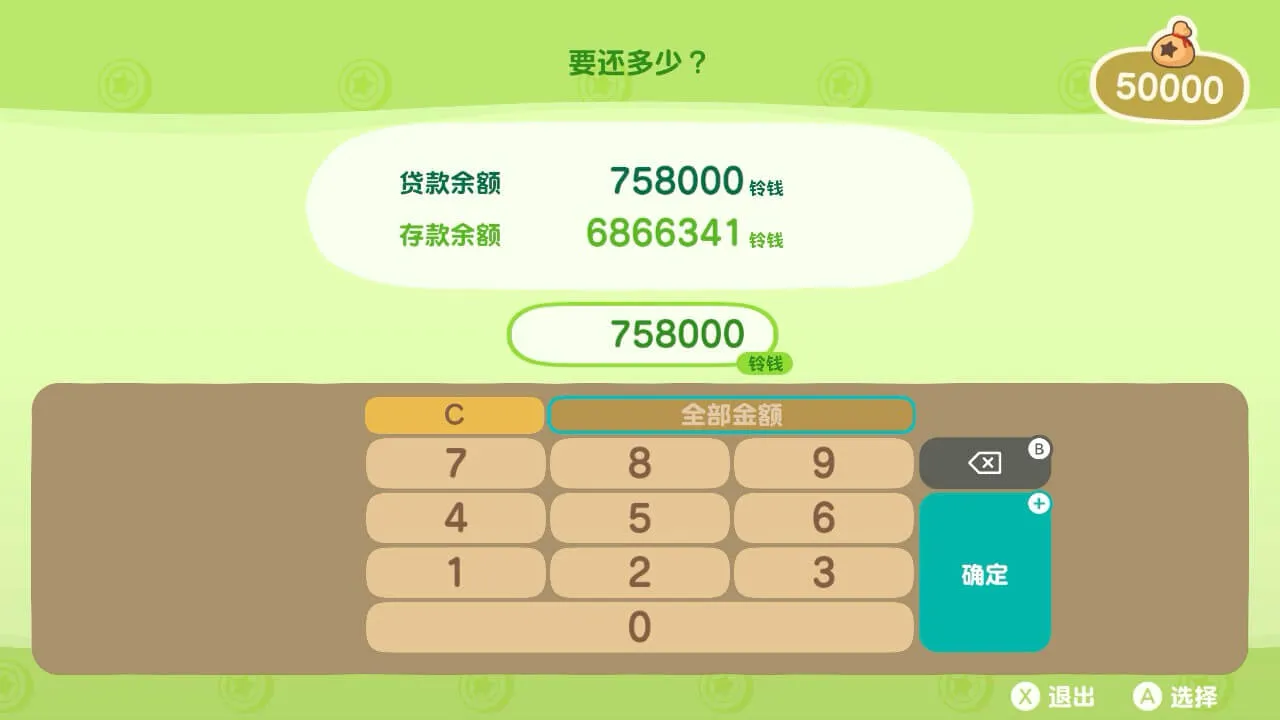 要还多少？
50000
贷款余额 758000 铃钱
存款余额 6866341 铃钱
758000
铃钱
C 全部金额
7 8 9 B
4 5 6 +
1 2 3 确定
0
X 退出 A 选择